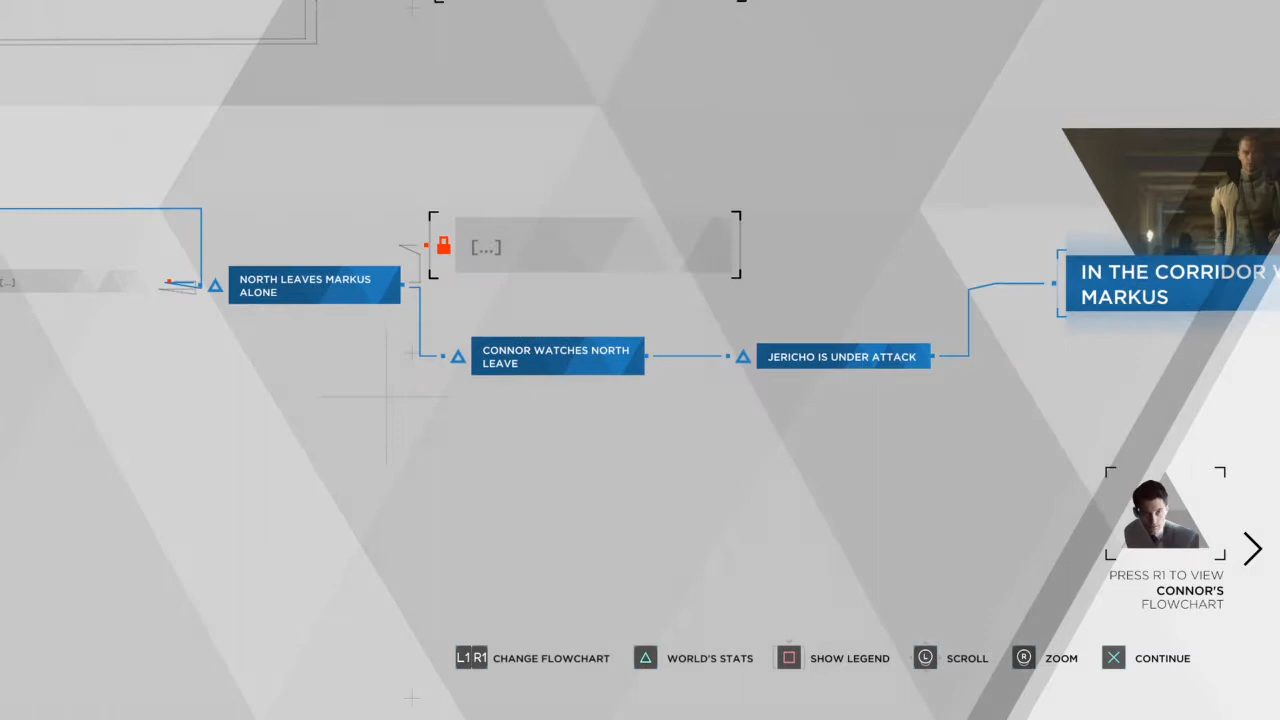 [...]
NORTH LEAVES MARKUS
ALONE
[...]
CONNOR WATCHES NORTH
LEAVE
JERICHO IS UNDER ATTACK
IN THE CORRIDOR
MARKUS
PRESS R1 TO VIEW
CONNOR'S
FLOWCHART
L1 R1 CHANGE FLOWCHART
WORLD'S STATS
SHOW LEGEND
L SCROLL
R ZOOM
CONTINUE